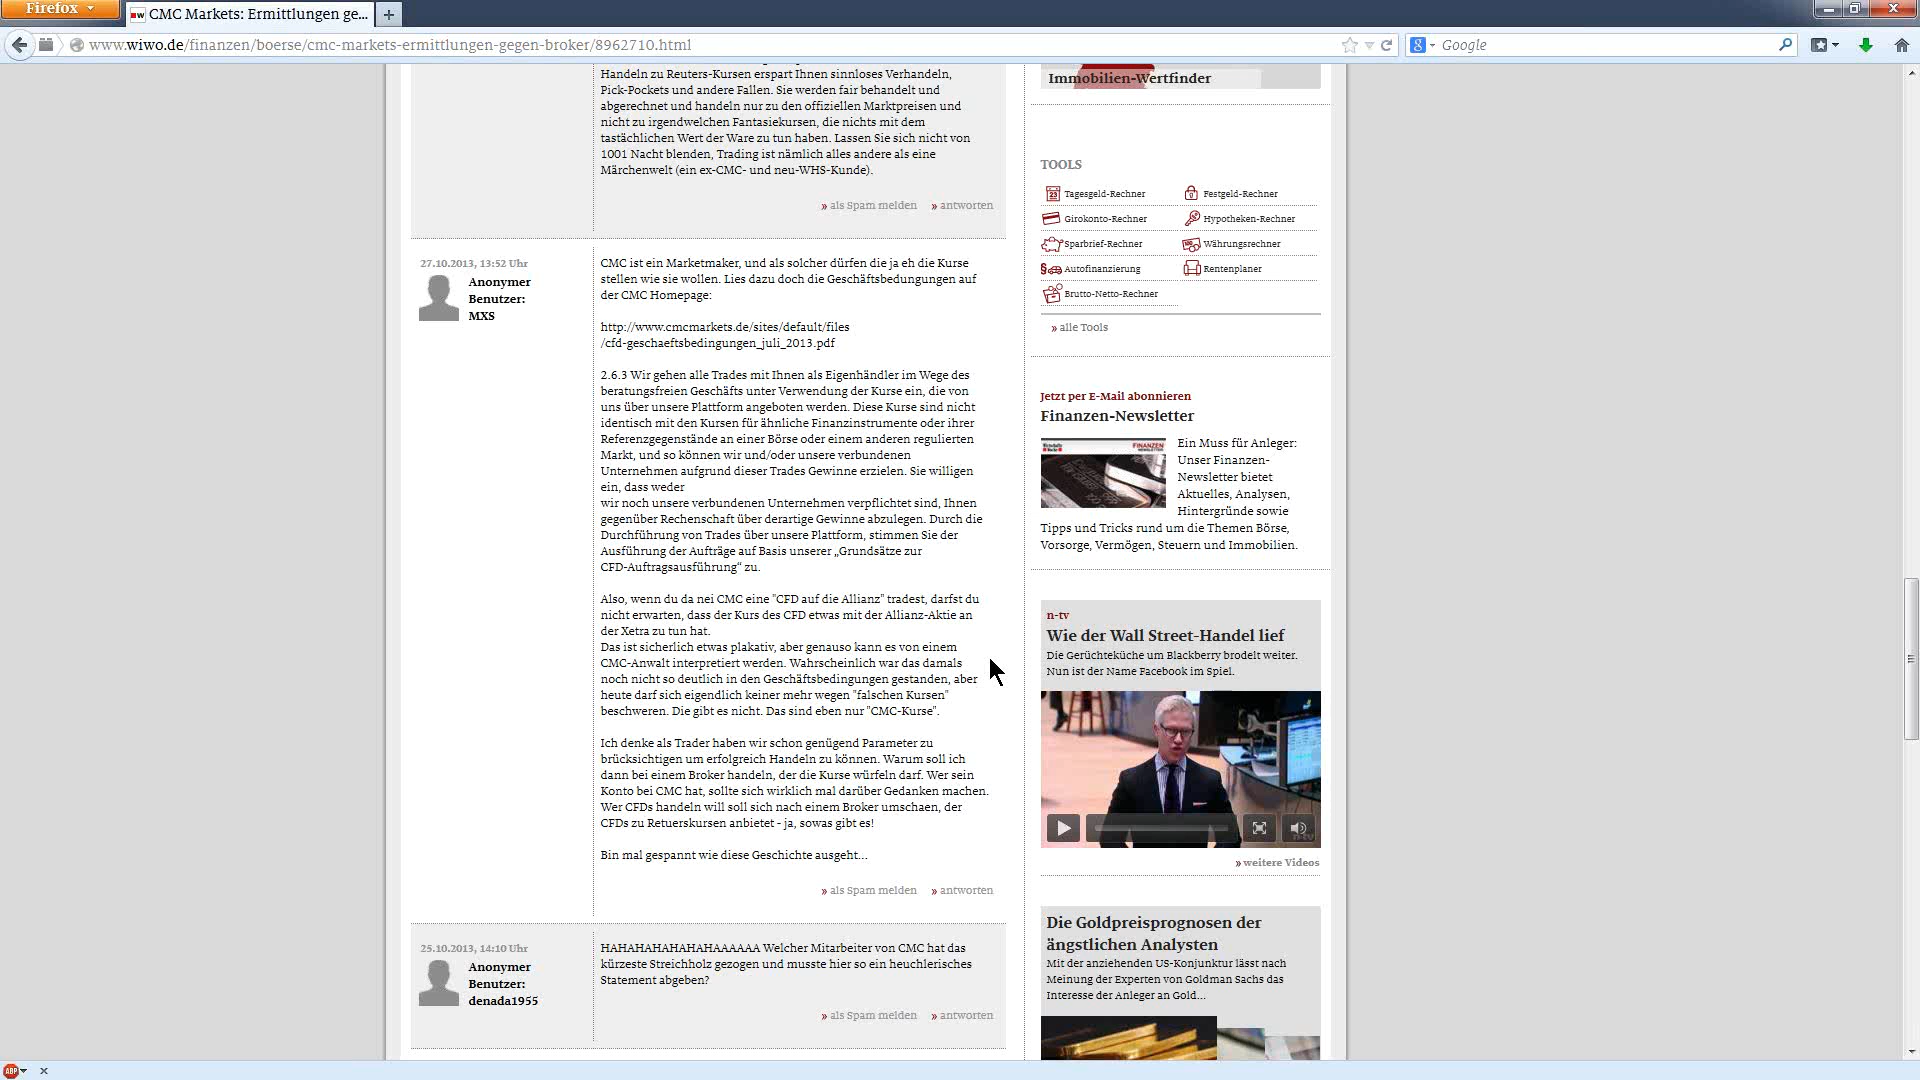 Firefox
CMC Markets: Ermittlungen ge...
www.wiwo.de/finanzen/boerse/cmc-markets-ermittlungen-gegen-broker/8962710.html
Google
Handeln zu Reuters-Kursen erspart Ihnen sinnloses Verhandeln,
Pick-Pockets und andere Fallen. Sie werden fair behandelt und
abgerechnet und handeln nur zu den offiziellen Marktpreisen und
nicht zu irgendwelchen Fantasiekursen, die nichts mit dem
tastächlichen Wert der Ware zu tun haben. Lassen Sie sich nicht von
1001 Nacht blenden, Trading ist nämlich alles andere als eine
Märchenwelt (ein ex-CMC- und neu-WHS-Kunde).
» als Spam melden » antworten
27.10.2013, 13:52 Uhr
Anonymer
Benutzer:
MXS
CMC ist ein Marketmaker, und als solcher dürfen die ja eh die Kurse
stellen wie sie wollen. Lies dazu doch die Geschäftsbedungungen auf
der CMC Homepage:
http://www.cmcmarkets.de/sites/default/files
/cfd-geschaeftsbedingungen_juli_2013.pdf
2.6.3 Wir gehen alle Trades mit Ihnen als Eigenhändler im Wege des
beratungsfreien Geschäfts unter Verwendung der Kurse ein, die von
uns über unsere Plattform angeboten werden. Diese Kurse sind nicht
identisch mit den Kursen für ähnliche Finanzinstrumente oder ihrer
Referenzgegenstände an einer Börse oder einem anderen regulierten
Markt, und so können wir und/oder unsere verbundenen
Unternehmen aufgrund dieser Trades Gewinne erzielen. Sie willigen
ein, dass weder
wir noch unsere verbundenen Unternehmen verpflichtet sind, Ihnen
gegenüber Rechenschaft über derartige Gewinne abzulegen. Durch die
Durchführung von Trades über unsere Plattform, stimmen Sie der
Ausführung der Aufträge auf Basis unserer „Grundsätze zur
CFD-Auftragsausführung“ zu.
Also, wenn du da nei CMC eine "CFD auf die Allianz" tradest, darfst du
nicht erwarten, dass der Kurs des CFD etwas mit der Allianz-Aktie an
der Xetra zu tun hat.
Das ist sicherlich etwas plakativ, aber genauso kann es von einem
CMC-Anwalt interpretiert werden. Wahrscheinlich war das damals
noch nicht so deutlich in den Geschäftsbedingungen gestanden, aber
heute darf sich eigendlich keiner mehr wegen "falschen Kursen"
beschweren. Die gibt es nicht. Das sind eben nur "CMC-Kurse".
Ich denke als Trader haben wir schon genügend Parameter zu
brücksichtigen um erfolgreich Handeln zu können. Warum soll ich
dann bei einem Broker handeln, der die Kurse würfeln darf. Wer sein
Konto bei CMC hat, sollte sich wirklich mal darüber Gedanken machen.
Wer CFDs handeln will soll sich nach einem Broker umschaen, der
CFDs zu Retuerskursen anbietet - ja, sowas gibt es!
Bin mal gespannt wie diese Geschichte ausgeht...
» als Spam melden » antworten
25.10.2013, 14:10 Uhr
Anonymer
Benutzer:
denada1955
HAHAHAHAHAHAHAAAAAA Welcher Mitarbeiter von CMC hat das
kürzeste Streichholz gezogen und musste hier so ein heuchlerisches
Statement abgeben?
» als Spam melden » antworten
Immobilien-Wertfinder
TOOLS
Tagesgeld-Rechner Festgeld-Rechner
Girokonto-Rechner Hypotheken-Rechner
Sparbrief-Rechner Währungsrechner
Autofinanzierung Rentenplaner
Brutto-Netto-Rechner
» alle Tools
Jetzt per E-Mail abonnieren
Finanzen-Newsletter
FINANZEN
Ein Muss für Anleger:
Unser Finanzen-
Newsletter bietet
Aktuelles, Analysen,
Hintergründe sowie
Tipps und Tricks rund um die Themen Börse,
Vorsorge, Vermögen, Steuern und Immobilien.
n-tv
Wie der Wall Street-Handel lief
Die Gerüchteküche um Blackberry brodelt weiter.
Nun ist der Name Facebook im Spiel.
» weitere Videos
Die Goldpreisprognosen der
ängstlichen Analysten
Mit der anziehenden US-Konjunktur lässt nach
Meinung der Experten von Goldman Sachs das
Interesse der Anleger an Gold...
ABP